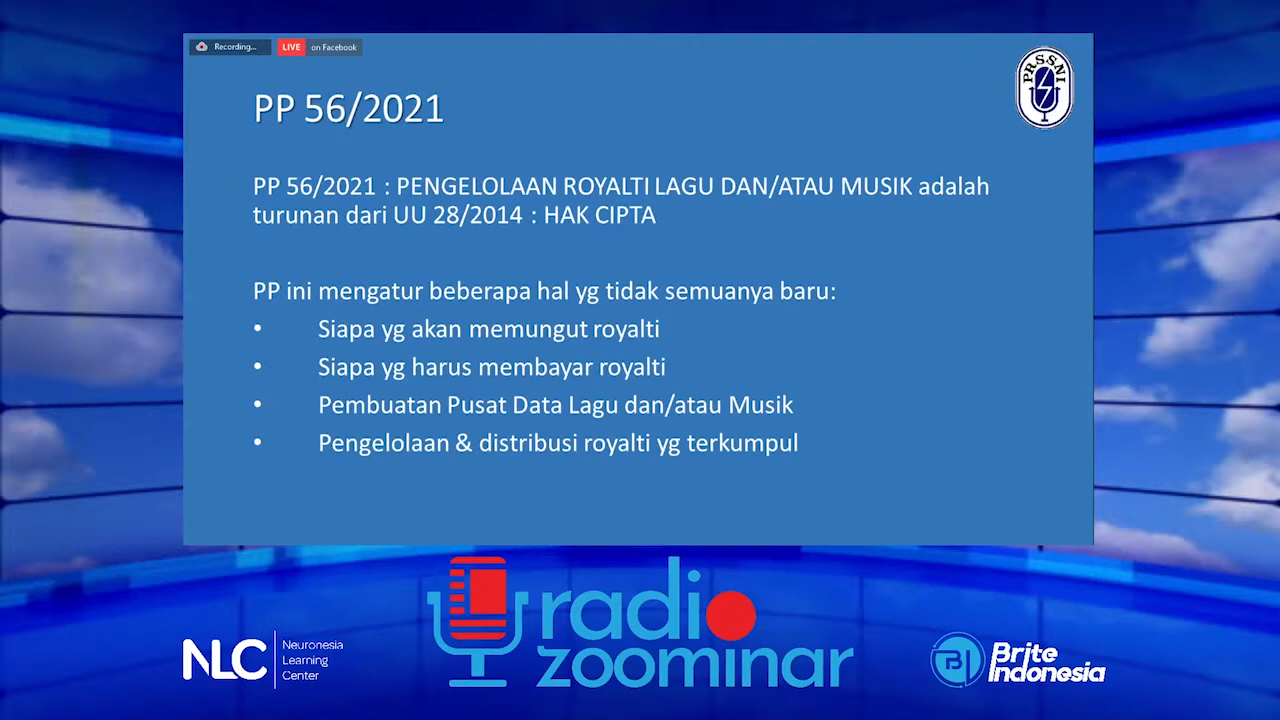 Recording...
LIVE on Facebook
PRSSNI
PP 56/2021
PP 56/2021 : PENGELOLAAN ROYALTI LAGU DAN/ATAU MUSIK adalah
turunan dari UU 28/2014 : HAK CIPTA
PP ini mengatur beberapa hal yg tidak semuanya baru:
• Siapa yg akan memungut royalti
• Siapa yg harus membayar royalti
• Pembuatan Pusat Data Lagu dan/atau Musik
• Pengelolaan & distribusi royalti yg terkumpul
radio
zoominar
NLC
Neuronesia
Learning
Center
Brite
Indonesia